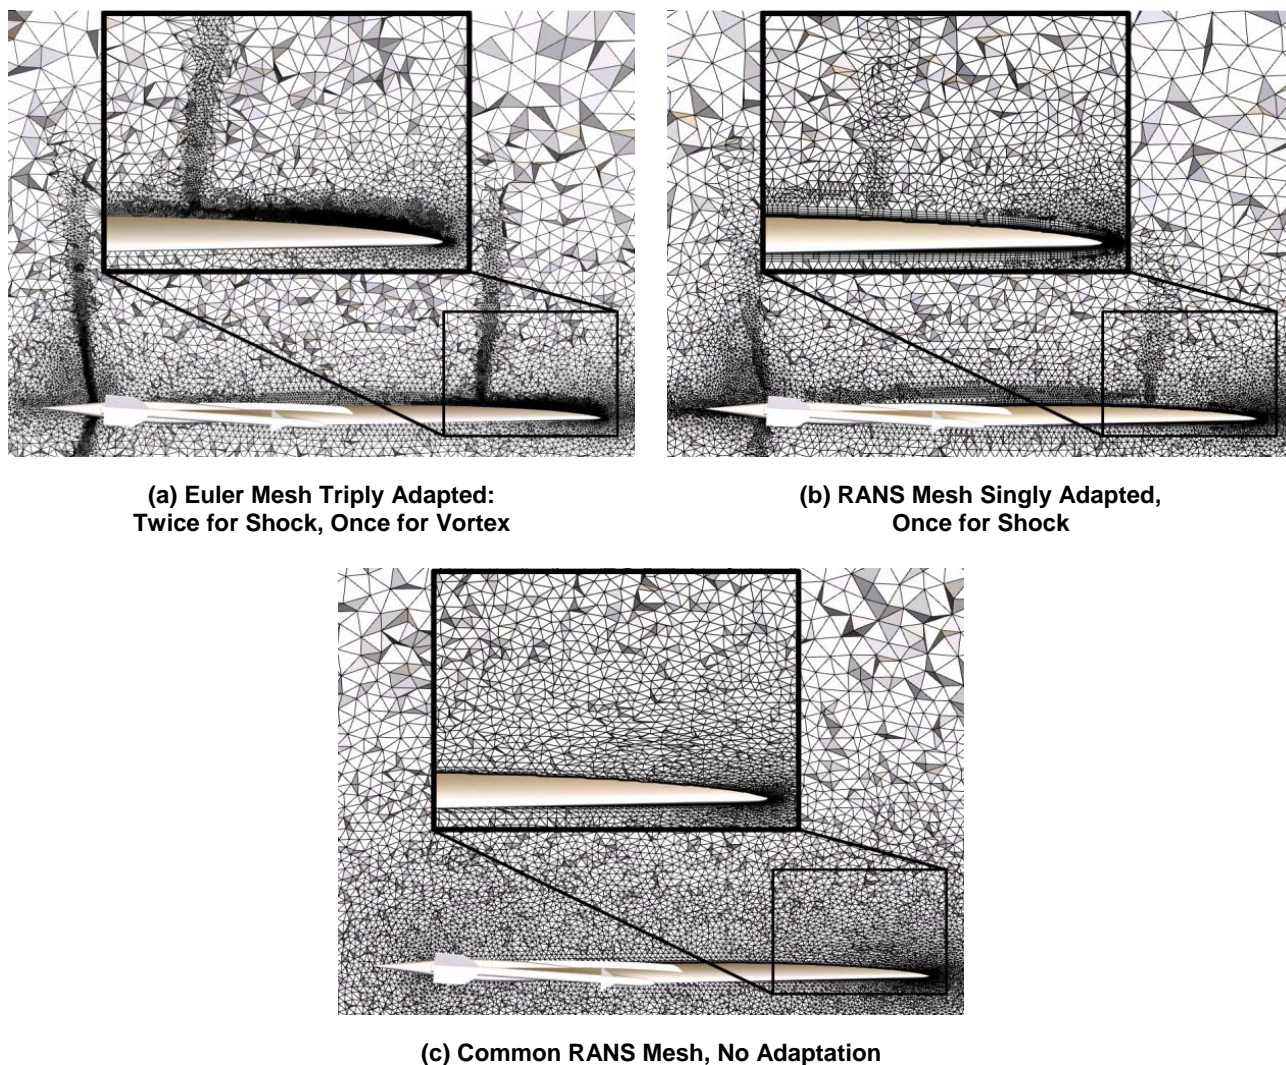 (a) Euler Mesh Triply Adapted:
Twice for Shock, Once for Vortex
(b) RANS Mesh Singly Adapted,
Once for Shock
(c) Common RANS Mesh, No Adaptation